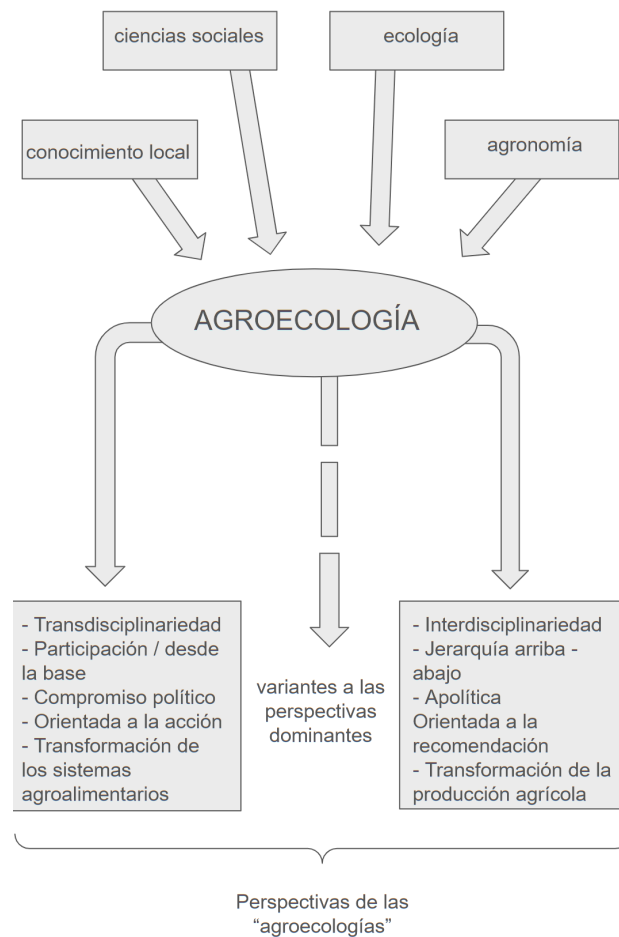 ciencias sociales
ecología
conocimiento local
agronomía
AGROECOLOGÍA
- Transdisciplinariedad
- Participación / desde
la base
- Compromiso político
- Orientada a la acción
- Transformación de
los sistemas
agroalimentarios
variantes a las
perspectivas
dominantes
- Interdisciplinariedad
- Jerarquía arriba -
abajo
- Apolítica
Orientada a la
recomendación
- Transformación de la
producción agrícola
Perspectivas de las
“agroecologías”